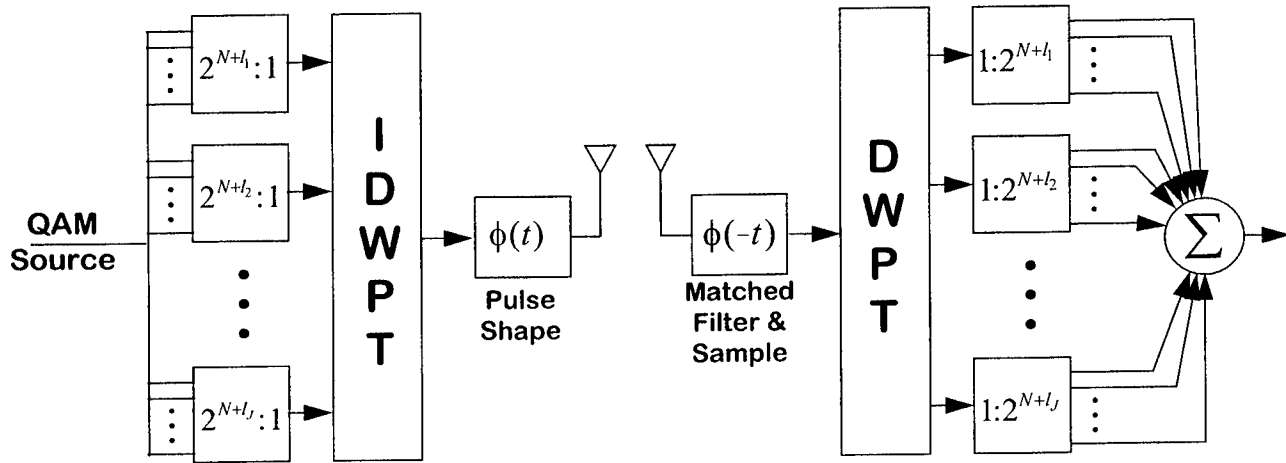 QAM
Source
2^{N+l_1}:1
2^{N+l_2}:1
2^{N+l_J}:1
I
D
W
P
T
ϕ(t)
Pulse
Shape
ϕ(-t)
Matched
Filter &
Sample
D
W
P
T
1:2^{N+l_1}
1:2^{N+l_2}
1:2^{N+l_J}
Σ